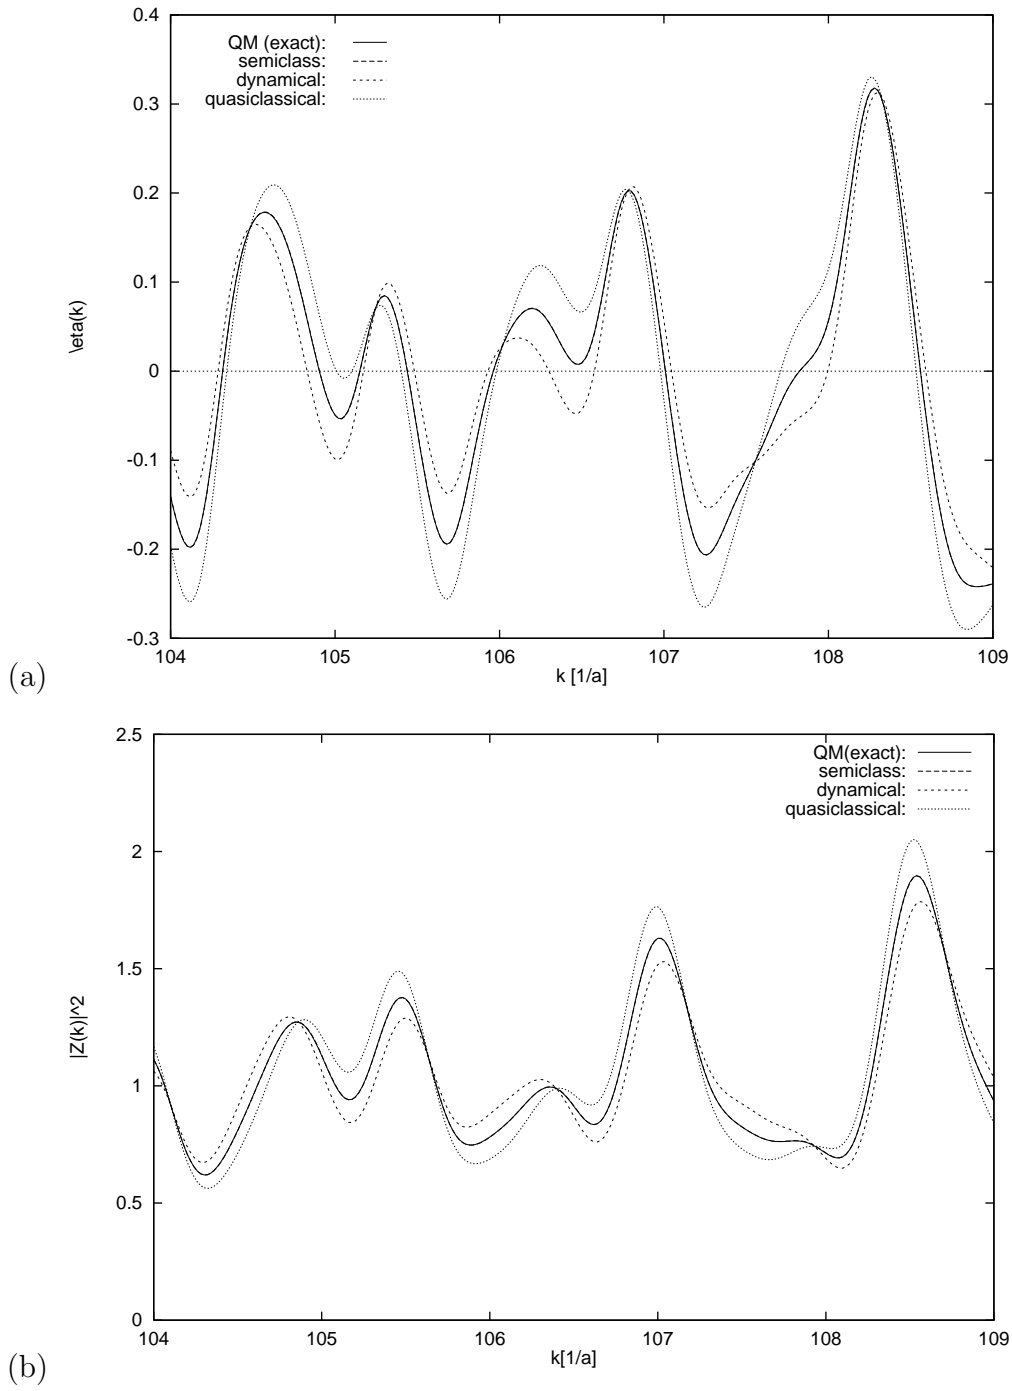 0.4
QM (exact):
semiclass:
dynamical:
quasiclassical:
0.3
0.2
0.1
0
-0.1
-0.2
-0.3
\eta(k)
104 105 106 107 108 109
k [1/a]
(a)
2.5
QM(exact):
semiclass:
dynamical:
quasiclassical:
2
1.5
1
0.5
0
|Z(k)|^2
104 105 106 107 108 109
k[1/a]
(b)